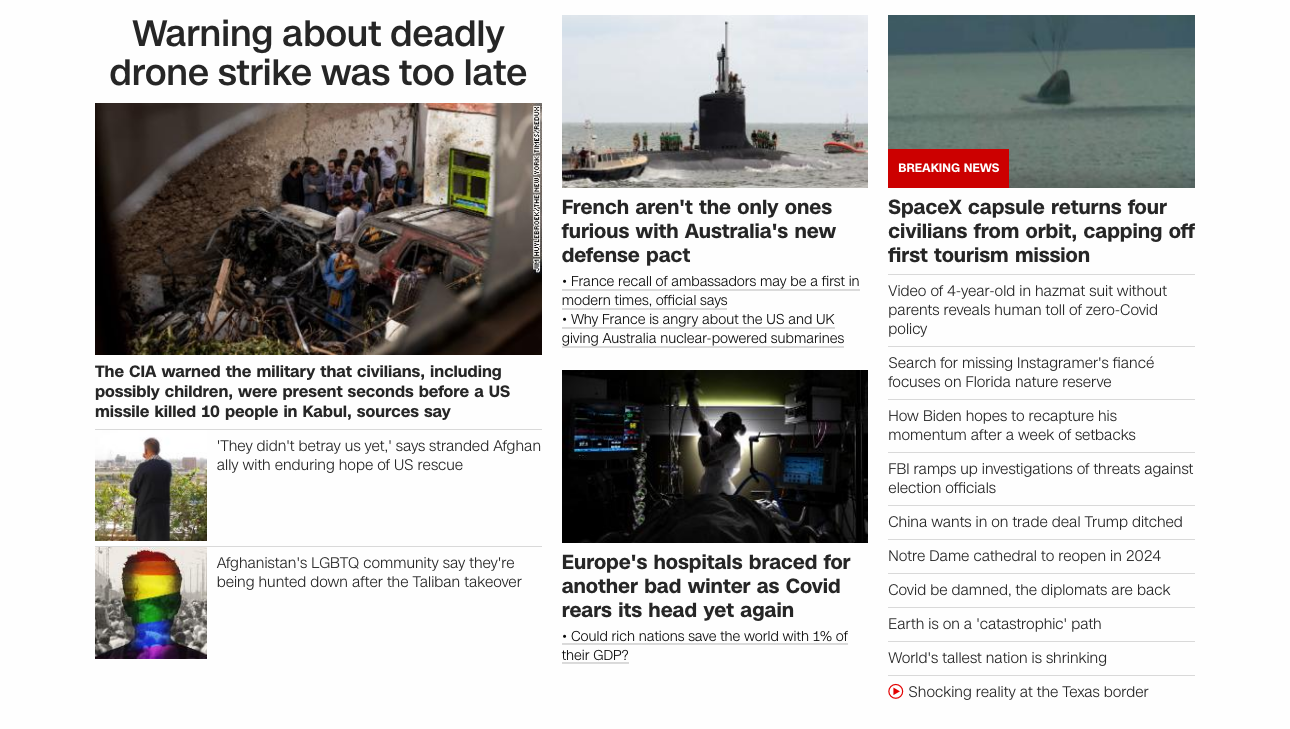 Warning about deadly
drone strike was too late
JIM HUYLEBROEK/THE NEW YORK TIMES/REDUX
The CIA warned the military that civilians, including
possibly children, were present seconds before a US
missile killed 10 people in Kabul, sources say
'They didn't betray us yet,' says stranded Afghan
ally with enduring hope of US rescue
Afghanistan's LGBTQ community say they're
being hunted down after the Taliban takeover
French aren't the only ones
furious with Australia's new
defense pact
• France recall of ambassadors may be a first in
modern times, official says
• Why France is angry about the US and UK
giving Australia nuclear-powered submarines
Europe's hospitals braced for
another bad winter as Covid
rears its head yet again
• Could rich nations save the world with 1% of
their GDP?
BREAKING NEWS
SpaceX capsule returns four
civilians from orbit, capping off
first tourism mission
Video of 4-year-old in hazmat suit without
parents reveals human toll of zero-Covid
policy
Search for missing Instagramer's fiancé
focuses on Florida nature reserve
How Biden hopes to recapture his
momentum after a week of setbacks
FBI ramps up investigations of threats against
election officials
China wants in on trade deal Trump ditched
Notre Dame cathedral to reopen in 2024
Covid be damned, the diplomats are back
Earth is on a 'catastrophic' path
World's tallest nation is shrinking
Shocking reality at the Texas border